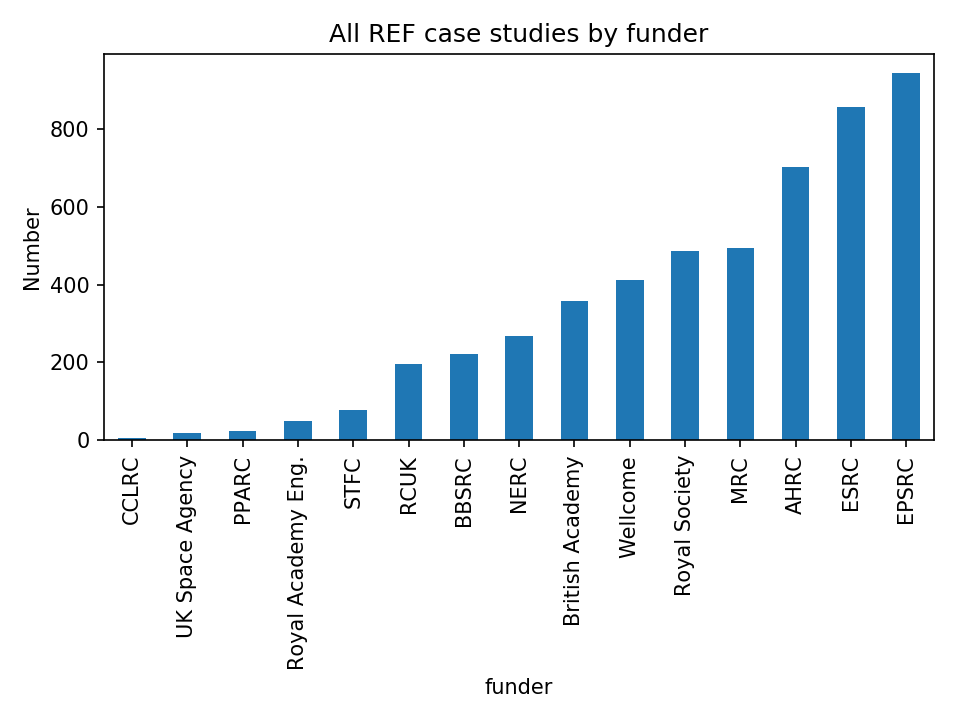 All REF case studies by funder
Number
800
600
400
200
0
CCLRC
UK Space Agency
PPARC
Royal Academy Eng.
STFC
RCUK
BBSRC
NERC
British Academy
Wellcome
Royal Society
MRC
AHRC
ESRC
EPSRC
funder